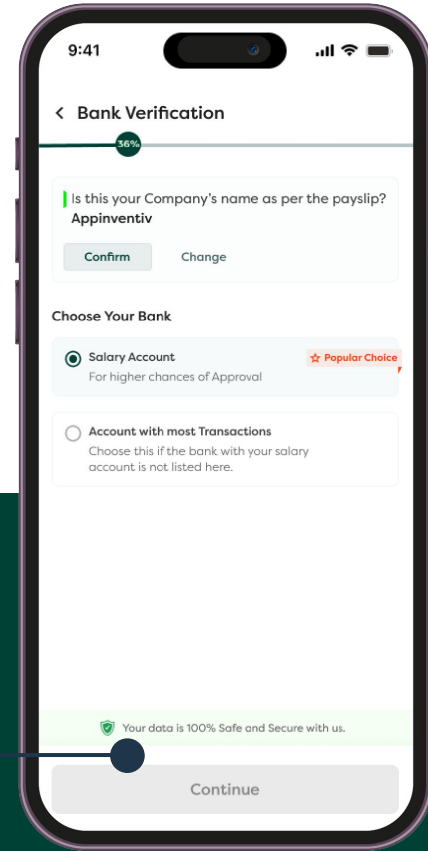 9:41
Bank Verification
36%
Is this your Company's name as per the payslip?
Appinventiv
Confirm Change
Choose Your Bank
Salary Account
Popular Choice
For higher chances of Approval
Account with most Transactions
Choose this if the bank with your salary
account is not listed here.
Your data is 100% Safe and Secure with us.
Continue